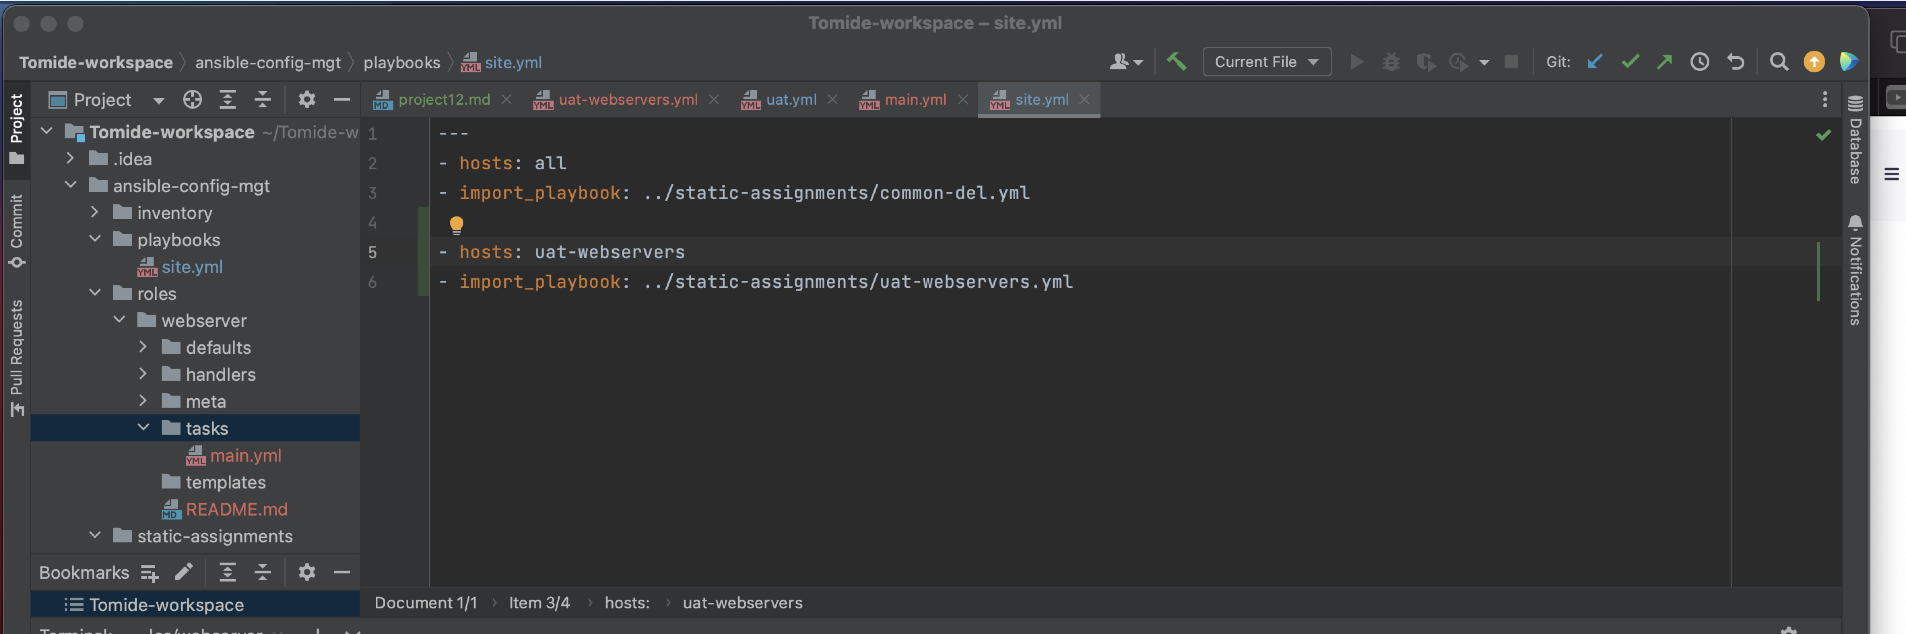 Tomide-workspace – site.yml
Tomide-workspace ansible-config-mgt playbooks site.yml
Current File
Git:
Project
project12.md
uat-webservers.yml
uat.yml
main.yml
site.yml
Project
Commit
Pull Requests
Tomide-workspace ~/Tomide-w
.idea
ansible-config-mgt
inventory
playbooks
site.yml
roles
webserver
defaults
handlers
meta
tasks
main.yml
templates
README.md
static-assignments
Bookmarks
Tomide-workspace
1 ---
2 - hosts: all
3 - import_playbook: ../static-assignments/common-del.yml
4
5 - hosts: uat-webservers
6 - import_playbook: ../static-assignments/uat-webservers.yml
Database
Notifications
Document 1/1 Item 3/4 hosts: uat-webservers